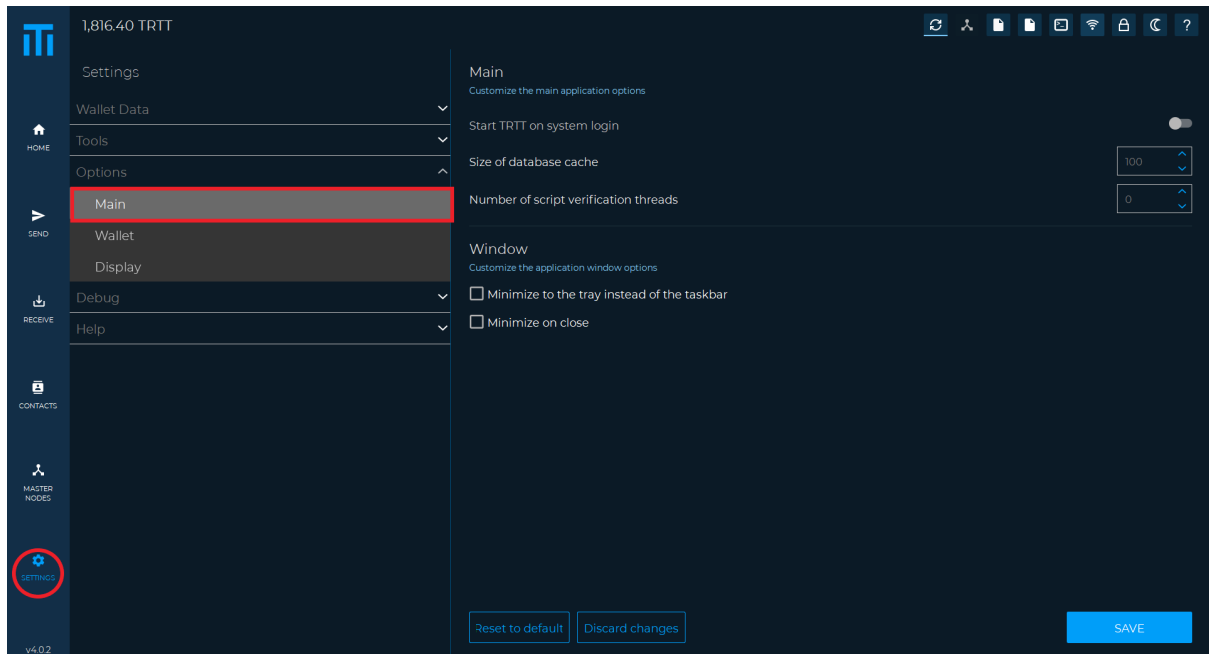 1,816.40 TRTT
?
HOME
SEND
RECEIVE
CONTACTS
MASTER
NODES
SETTINGS
v4.0.2
Settings
Wallet Data
Tools
Options
Main
Wallet
Display
Debug
Help
Main
Customize the main application options
Start TRTT on system login
Size of database cache
100
Number of script verification threads
0
Window
Customize the application window options
Minimize to the tray instead of the taskbar
Minimize on close
Reset to default
Discard changes
SAVE